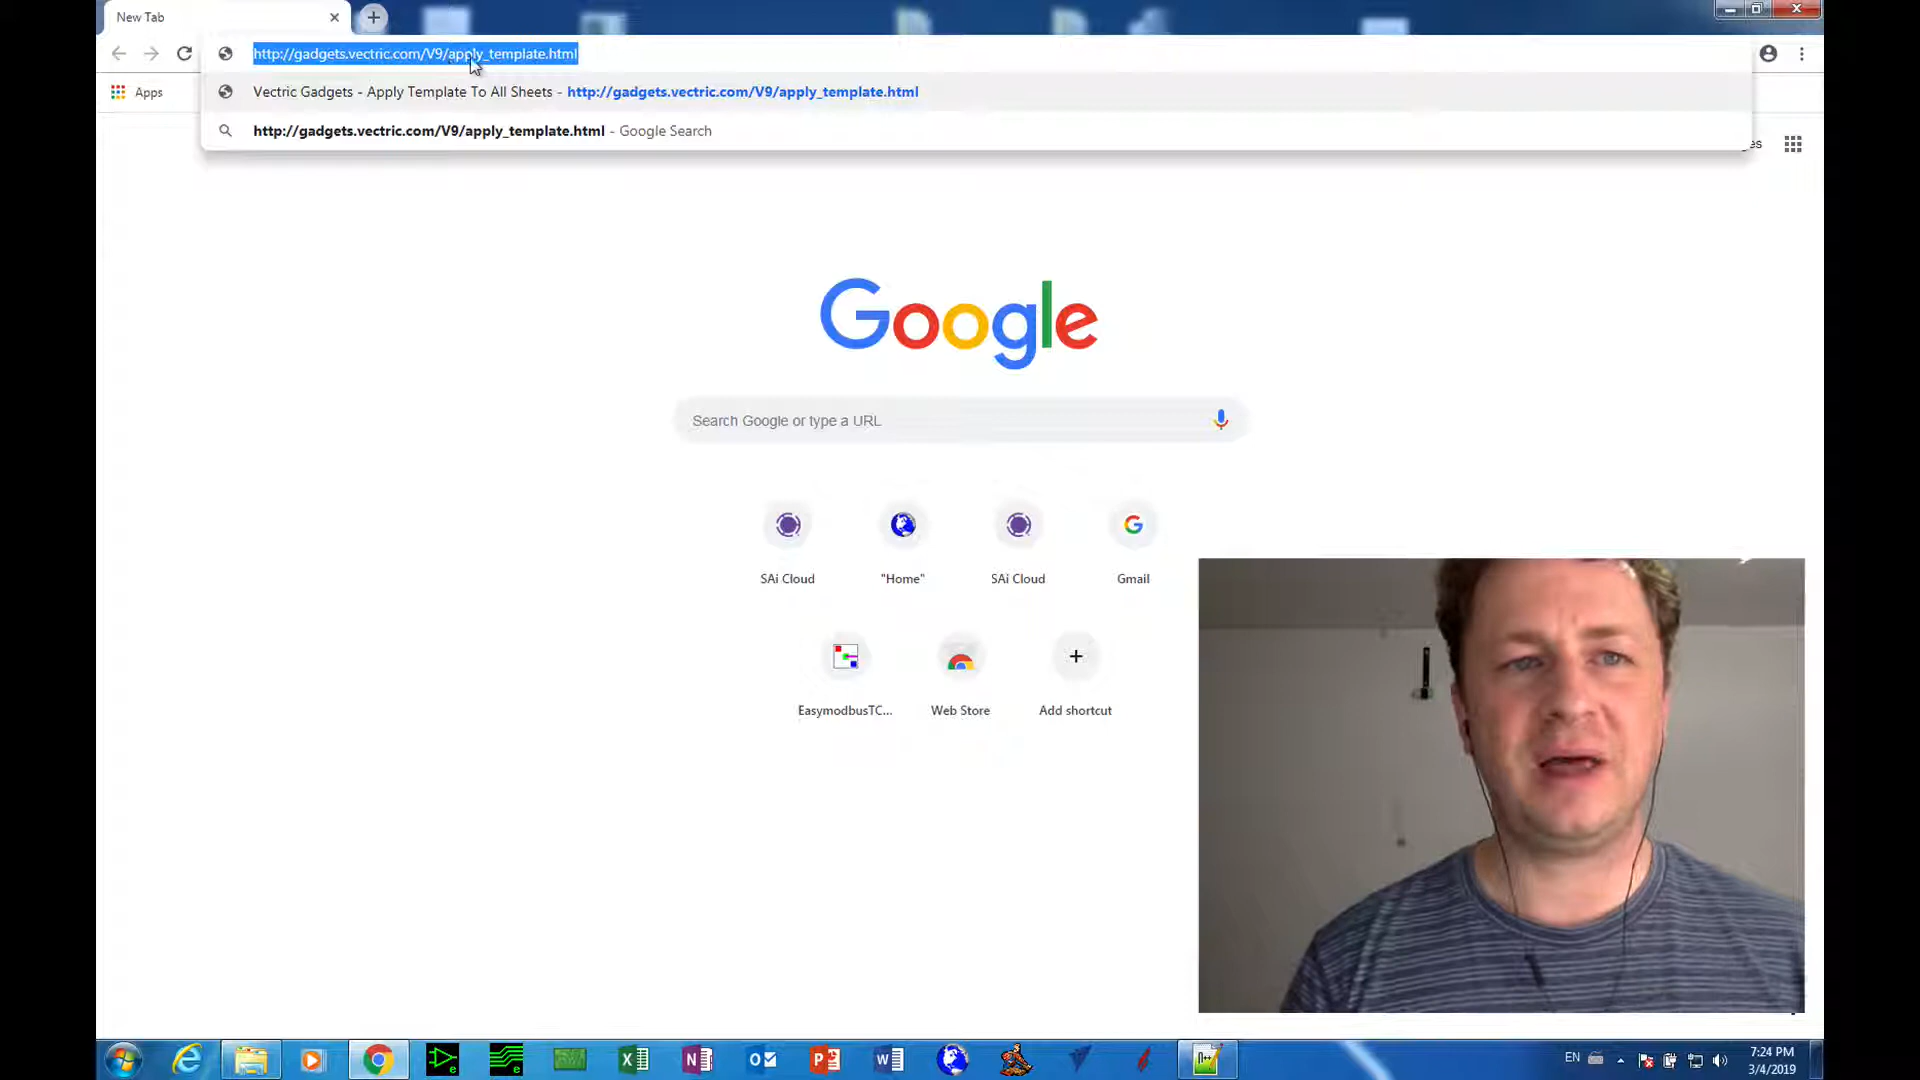 New Tab
http://gadgets.vectric.com/V9/apply_template.html
Apps
Vectric Gadgets - Apply Template To All Sheets - http://gadgets.vectric.com/V9/apply_template.html
http://gadgets.vectric.com/V9/apply_template.html - Google Search
Google
Search Google or type a URL
SAi Cloud
"Home"
SAi Cloud
Gmail
EasymodbusTC...
Web Store
Add shortcut
EN
7:24 PM
3/4/2019